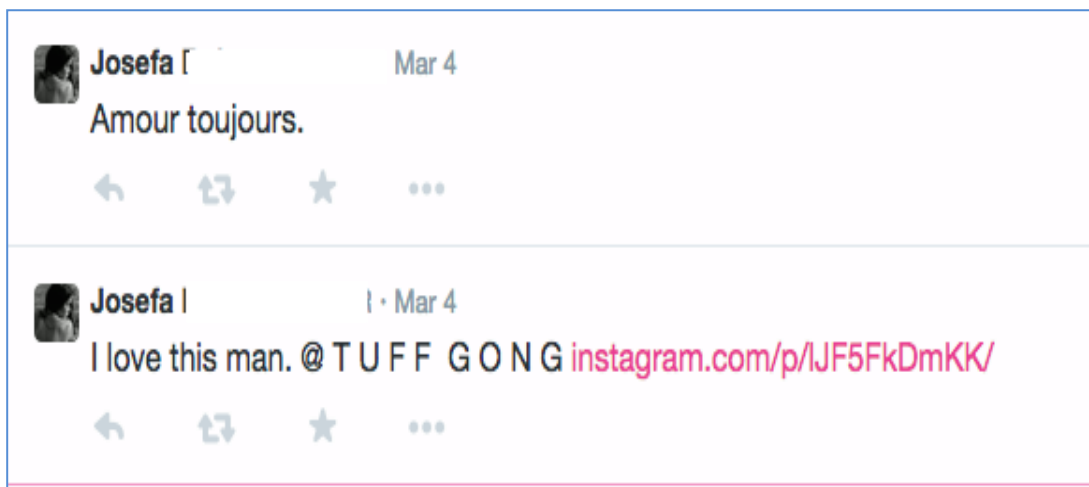 Josefa Mar 4
Amour toujours.
Josefa · Mar 4
I love this man. @ T U F F G O N G instagram.com/p/lJF5FkDmKK/